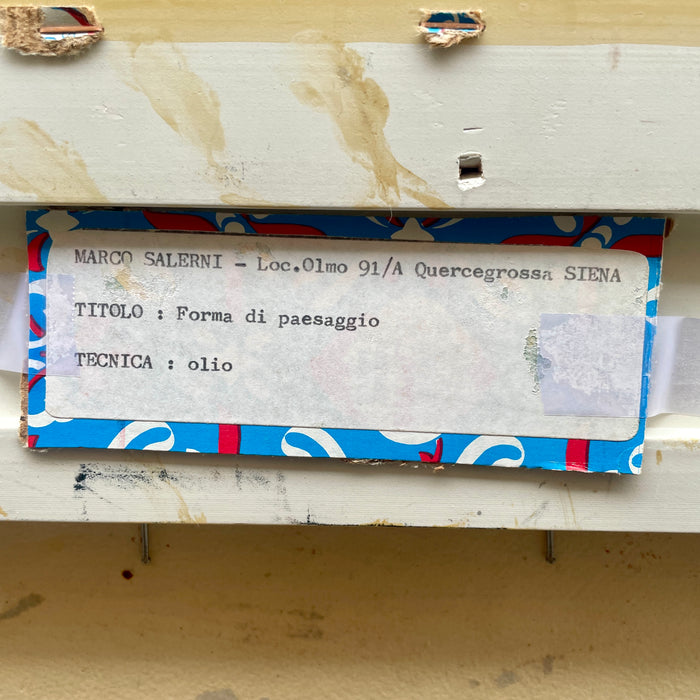 MARCO SALERNI - Loc.Olmo 91/A Quercegrossa SIENA
TITOLO : Forma di paesaggio
TECNICA : olio